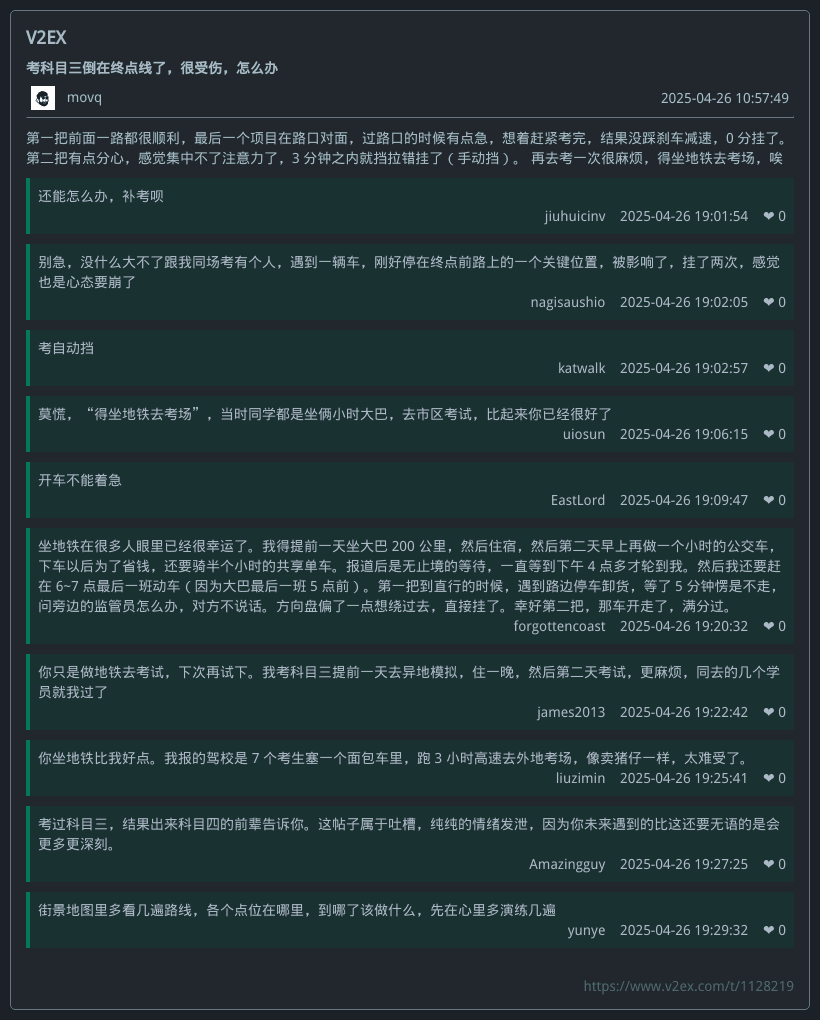 V2EX
考科目三倒在终点线了，很受伤，怎么办
movq 2025-04-26 10:57:49
第一把前面一路都很顺利，最后一个项目在路口对面，过路口的时候有点急，想着赶紧考完，结果没踩刹车减速，0 分挂了。
第二把有点分心，感觉集中不了注意力了，3 分钟之内就挡拉错挂了（手动挡）。 再去考一次很麻烦，得坐地铁去考场，唉
还能怎么办，补考呗
jiuhuicinv 2025-04-26 19:01:54 ❤ 0
别急，没什么大不了跟我同场考有个人，遇到一辆车，刚好停在终点前路上的一个关键位置，被影响了，挂了两次，感觉
也是心态要崩了
nagisaushio 2025-04-26 19:02:05 ❤ 0
考自动挡
katwalk 2025-04-26 19:02:57 ❤ 0
莫慌，“得坐地铁去考场”，当时同学都是坐俩小时大巴，去市区考试，比起来你已经很好了
uiosun 2025-04-26 19:06:15 ❤ 0
开车不能着急
EastLord 2025-04-26 19:09:47 ❤ 0
坐地铁在很多人眼里已经很幸运了。我得提前一天坐大巴 200 公里，然后住宿，然后第二天早上再做一个小时的公交车，
下车以后为了省钱，还要骑半个小时的共享单车。报道后是无止境的等待，一直等到下午 4 点多才轮到我。然后我还要赶
在 6~7 点最后一班动车（因为大巴最后一班 5 点前）。第一把到直行的时候，遇到路边停车卸货，等了 5 分钟愣是不走，
问旁边的监管员怎么办，对方不说话。方向盘偏了一点想绕过去，直接挂了。幸好第二把，那车开走了，满分过。
forgottencoast 2025-04-26 19:20:32 ❤ 0
你只是做地铁去考试，下次再试下。我考科目三提前一天去异地模拟，住一晚，然后第二天考试，更麻烦，同去的几个学
员就我过了
james2013 2025-04-26 19:22:42 ❤ 0
你坐地铁比我好点。我报的驾校是 7 个考生塞一个面包车里，跑 3 小时高速去外地考场，像卖猪仔一样，太难受了。
liuzimin 2025-04-26 19:25:41 ❤ 0
考过科目三，结果出来科目四的前辈告诉你。这帖子属于吐槽，纯纯的情绪发泄，因为你未来遇到的比这还要无语的是会
更多更深刻。
Amazingguy 2025-04-26 19:27:25 ❤ 0
街景地图里多看几遍路线，各个点位在哪里，到哪了该做什么，先在心里多演练几遍
yunye 2025-04-26 19:29:32 ❤ 0
https://www.v2ex.com/t/1128219